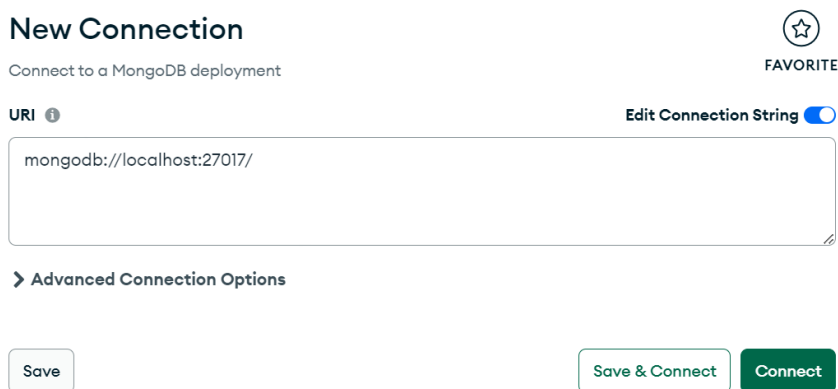 New Connection
FAVORITE
Connect to a MongoDB deployment
URI
Edit Connection String
mongodb://localhost:27017/
Advanced Connection Options
Save
Save & Connect
Connect